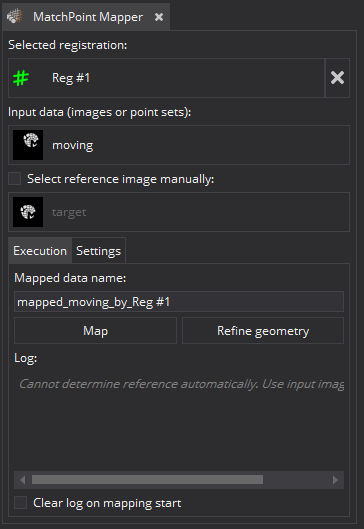 MatchPoint Mapper
Selected registration:
Reg #1
Input data (images or point sets):
moving
Select reference image manually:
target
Execution Settings
Mapped data name:
mapped_moving_by_Reg #1
Map Refine geometry
Log:
Cannot determine reference automatically. Use input imag
Clear log on mapping start